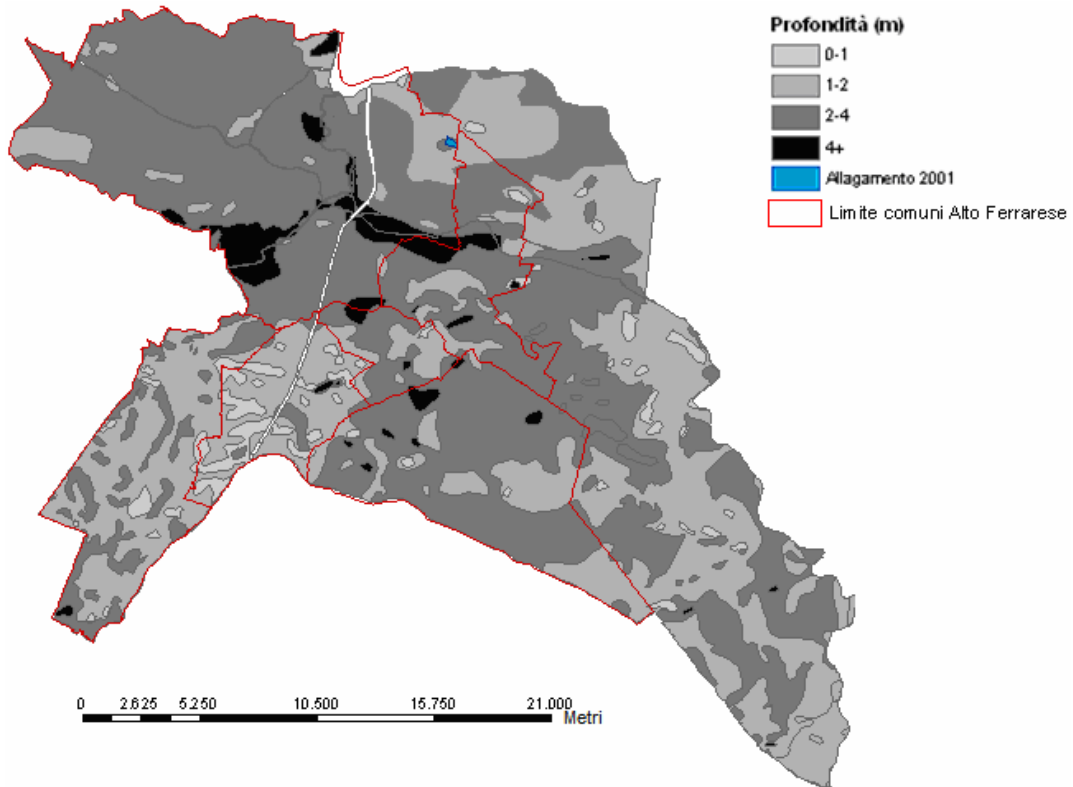 Profondità (m)
0-1
1-2
2-4
4+
Allagamento 2001
Limite comuni Alto Ferrarese
0 2.825 5.250 10.500 15.750 21.000
Metri